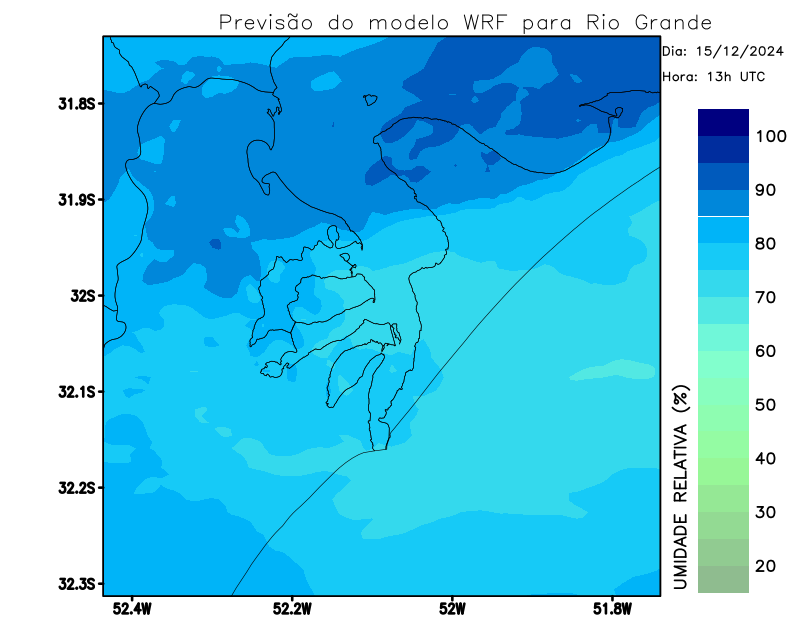 Previsão do modelo WRF para Rio Grande
Dia: 15/12/2024
Hora: 13h UTC
31.8S
31.9S
32S
32.1S
32.2S
32.3S
52.4W
52.2W
52W
51.8W
100
90
80
70
60
50
40
30
20
UMIDADE RELATIVA (%)